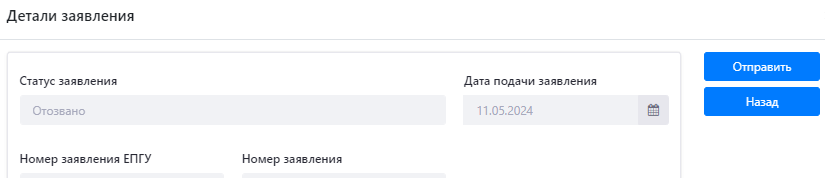 Детали заявления
Статус заявления
Дата подачи заявления
Отправить
Отозвано
11.05.2024
Назад
Номер заявления ЕПГУ
Номер заявления